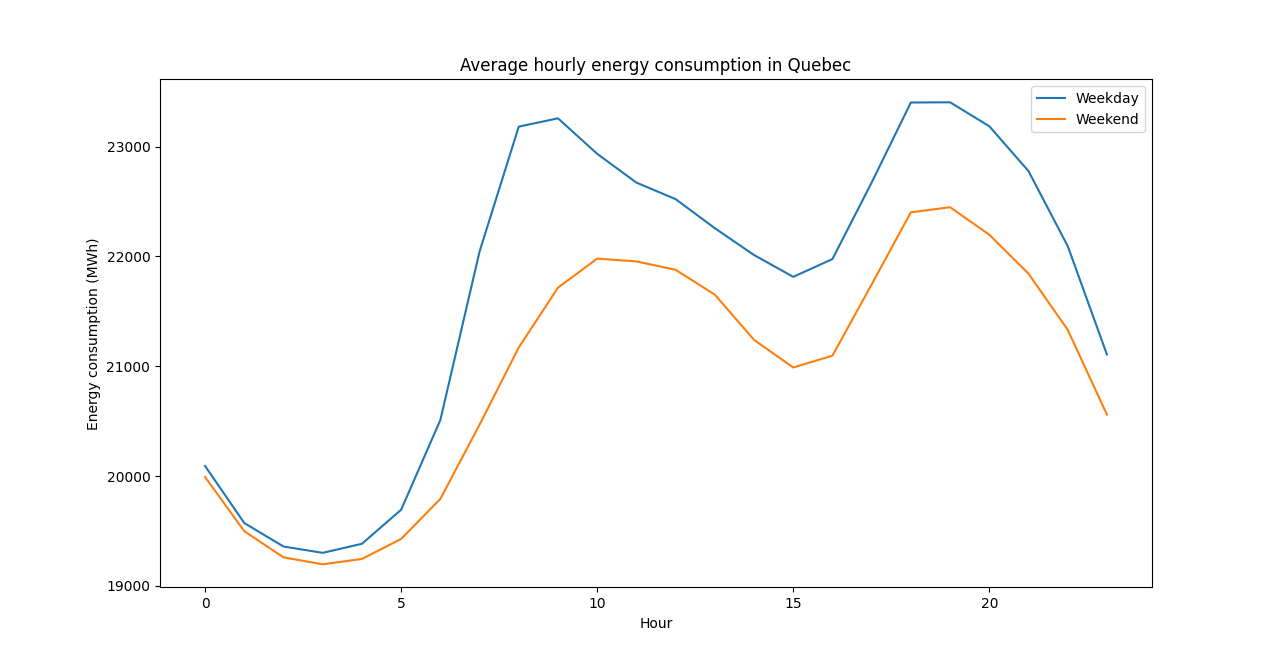 Average hourly energy consumption in Quebec
Weekday
Weekend
Energy consumption (MWh)
23000
22000
21000
20000
19000
0 5 10 15 20
Hour